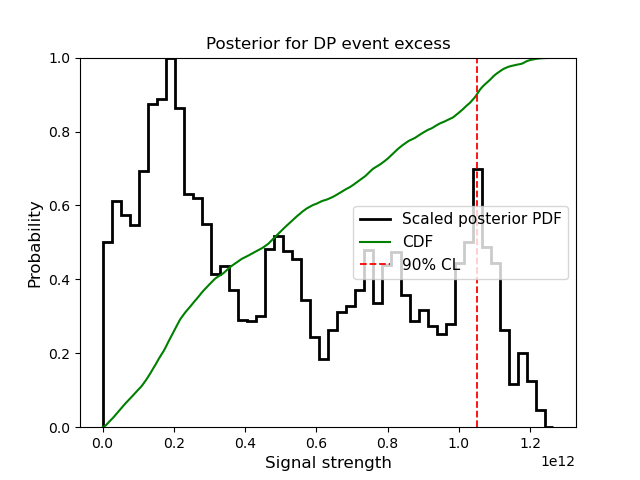 Posterior for DP event excess
1.0
0.8
0.6
0.4
0.2
0.0
Probability
Scaled posterior PDF
CDF
90% CL
0.0 0.2 0.4 0.6 0.8 1.0 1.2
1e12
Signal strength